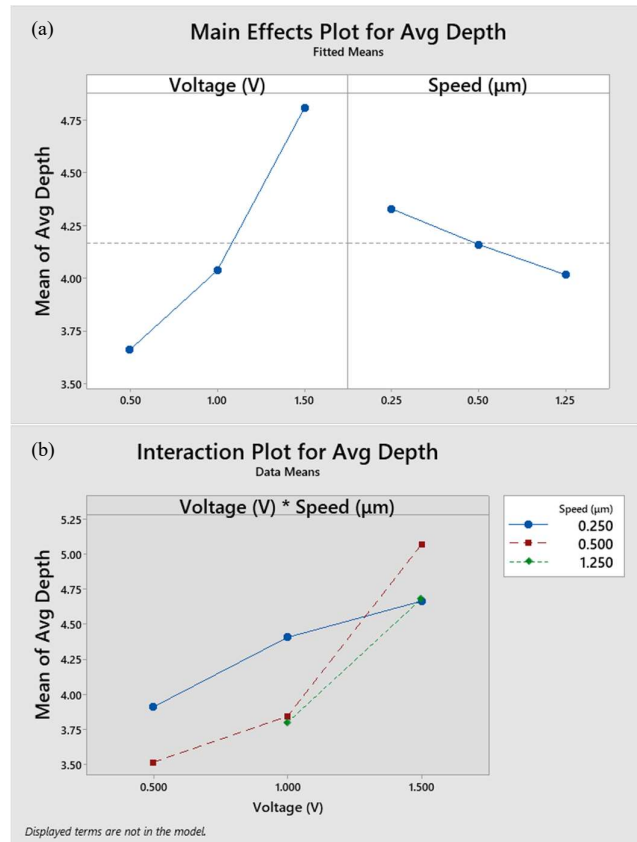 (a)
Main Effects Plot for Avg Depth
Fitted Means
Voltage (V) Speed (µm)
Mean of Avg Depth
4.75
4.50
4.25
4.00
3.75
3.50
0.50 1.00 1.50 0.25 0.50 1.25
(b)
Interaction Plot for Avg Depth
Data Means
Voltage (V) * Speed (µm)
Mean of Avg Depth
5.25
5.00
4.75
4.50
4.25
4.00
3.75
3.50
0.500 1.000 1.500
Voltage (V)
Speed (µm)
0.250
0.500
1.250
Displayed terms are not in the model.